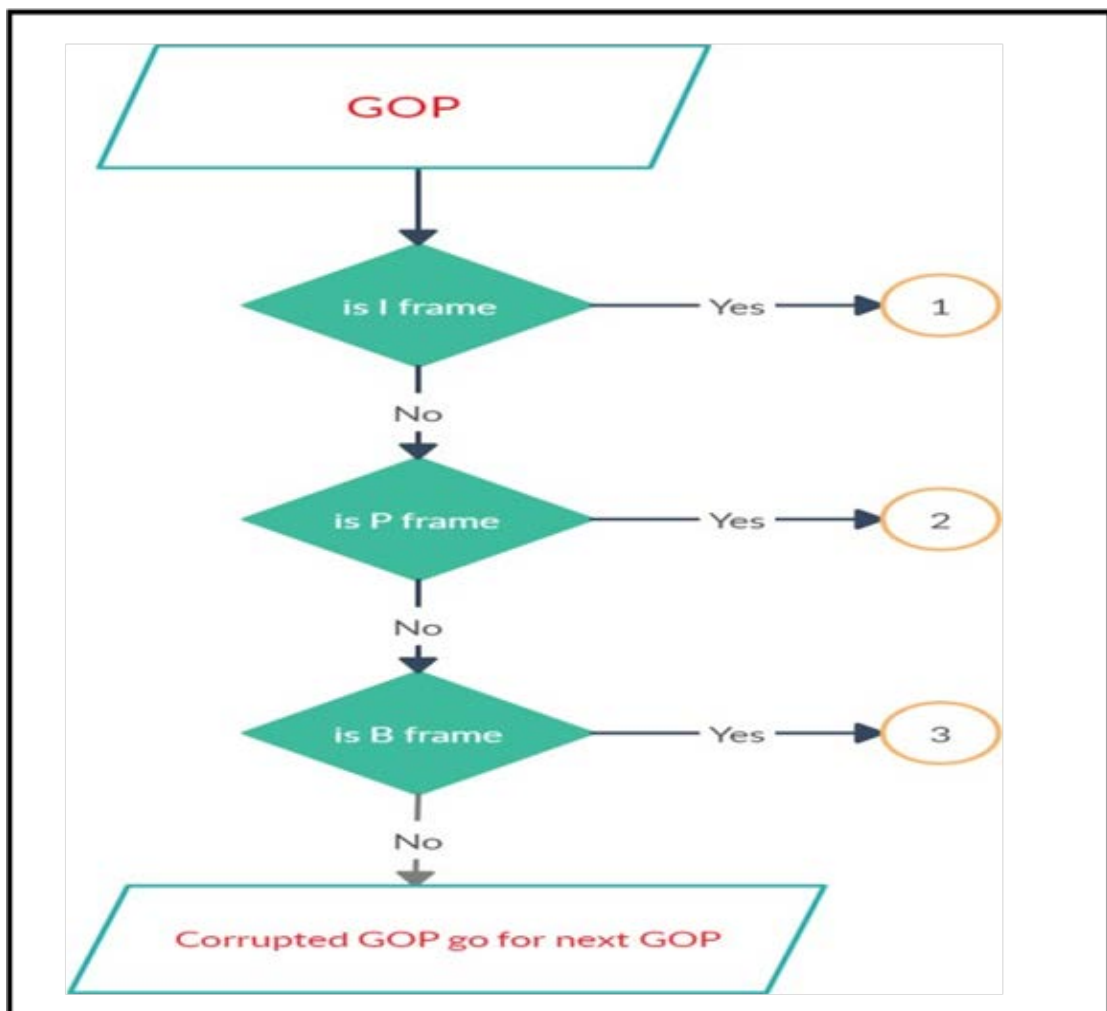 GOP
is I frame
Yes
1
No
is P frame
Yes
2
No
is B frame
Yes
3
No
Corrupted GOP go for next GOP